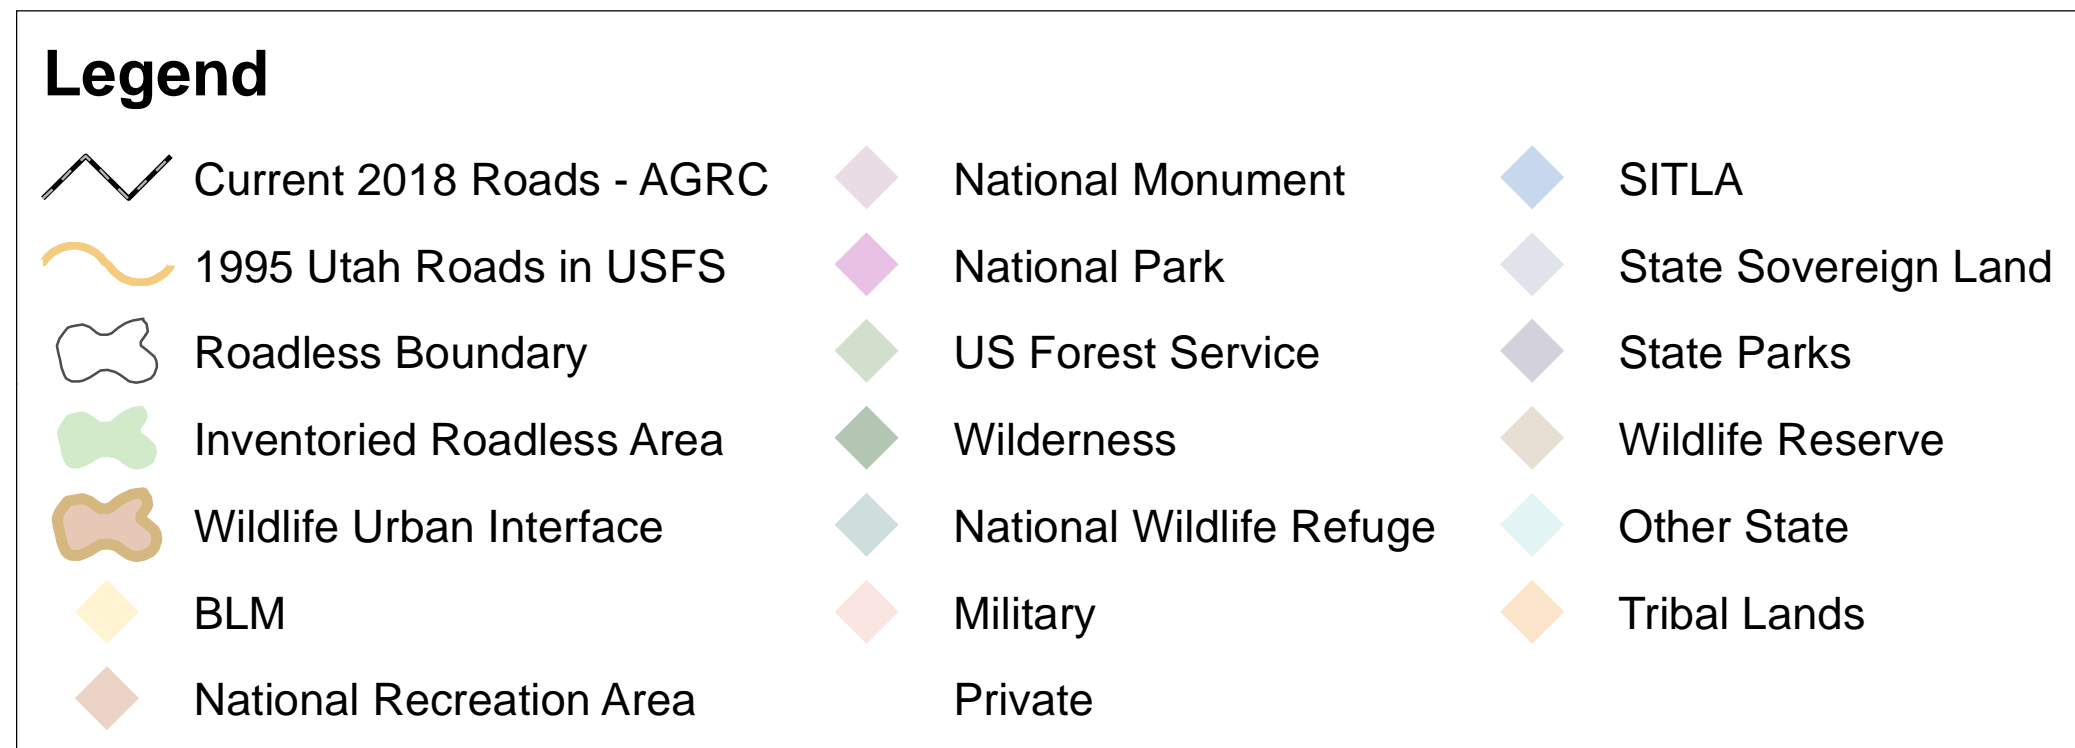 Legend
Current 2018 Roads - AGRC
1995 Utah Roads in USFS
Roadless Boundary
Inventoried Roadless Area
Wildlife Urban Interface
BLM
National Recreation Area
National Monument
National Park
US Forest Service
Wilderness
National Wildlife Refuge
Military
Private
SITLA
State Sovereign Land
State Parks
Wildlife Reserve
Other State
Tribal Lands